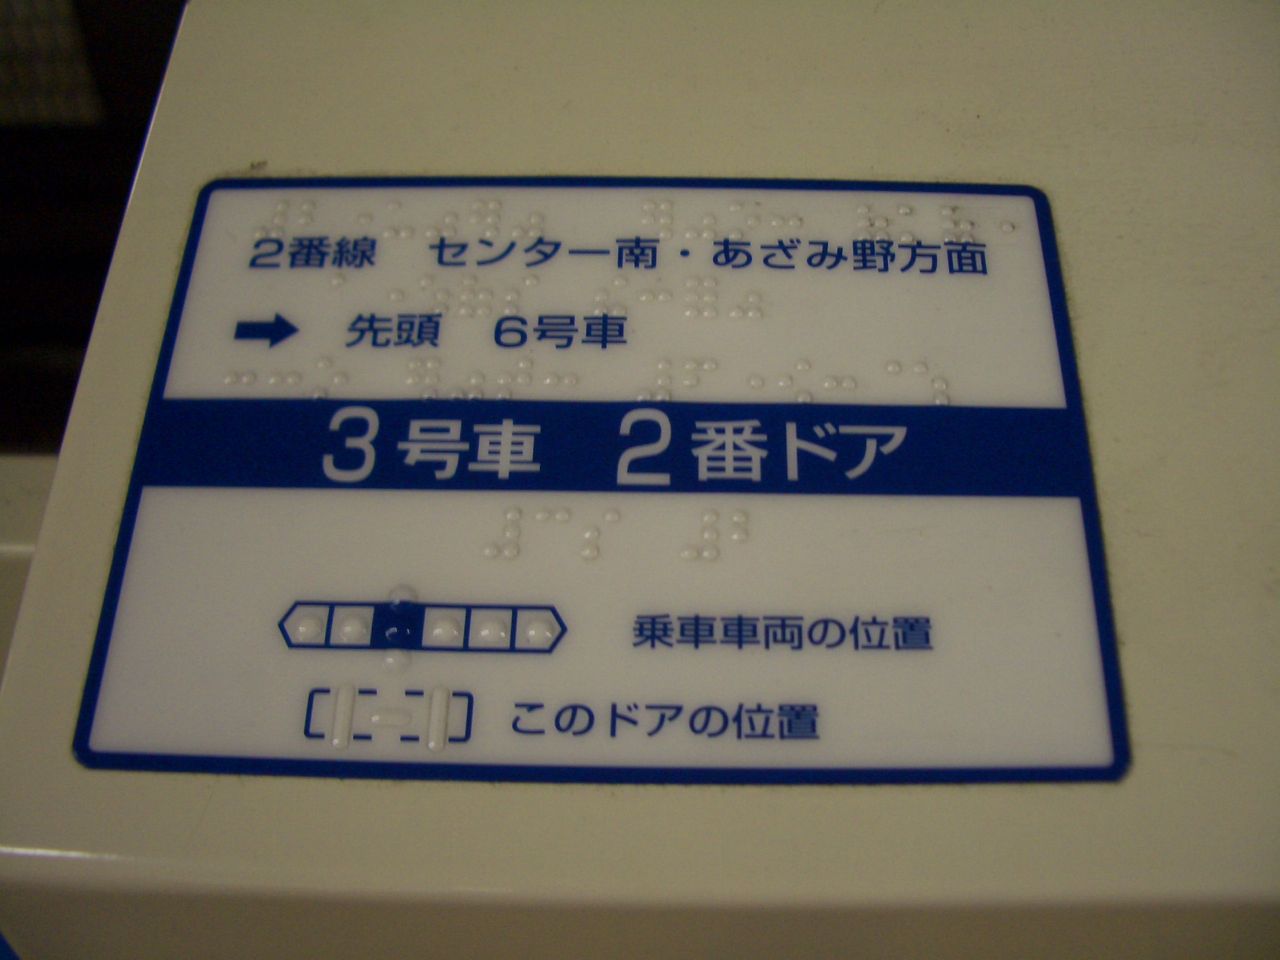 2番線　センター南・あざみ野方面
➡　先頭　6号車
3号車　2番ドア
乗車車両の位置
このドアの位置